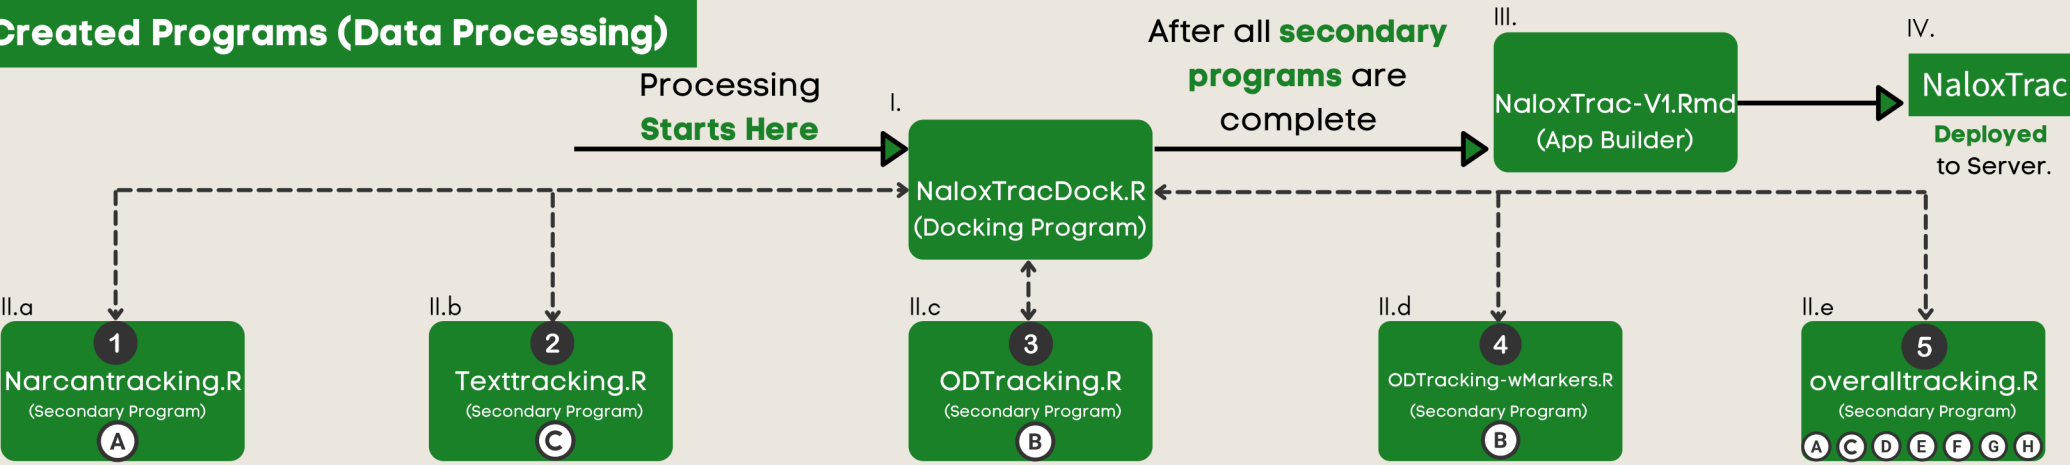 Created Programs (Data Processing)
Processing
Starts Here
I.
NaloxTracDock.R
(Docking Program)
After all secondary
programs are
complete
III.
NaloxTrac-V1.Rmd
(App Builder)
IV.
NaloxTrac
Deployed
to Server.
II.a
1
Narcantracking.R
(Secondary Program)
A
II.b
2
Texttracking.R
(Secondary Program)
C
II.c
3
ODTracking.R
(Secondary Program)
B
II.d
4
ODTracking-wMarkers.R
(Secondary Program)
B
II.e
5
overalltracking.R
(Secondary Program)
A C D E F G H